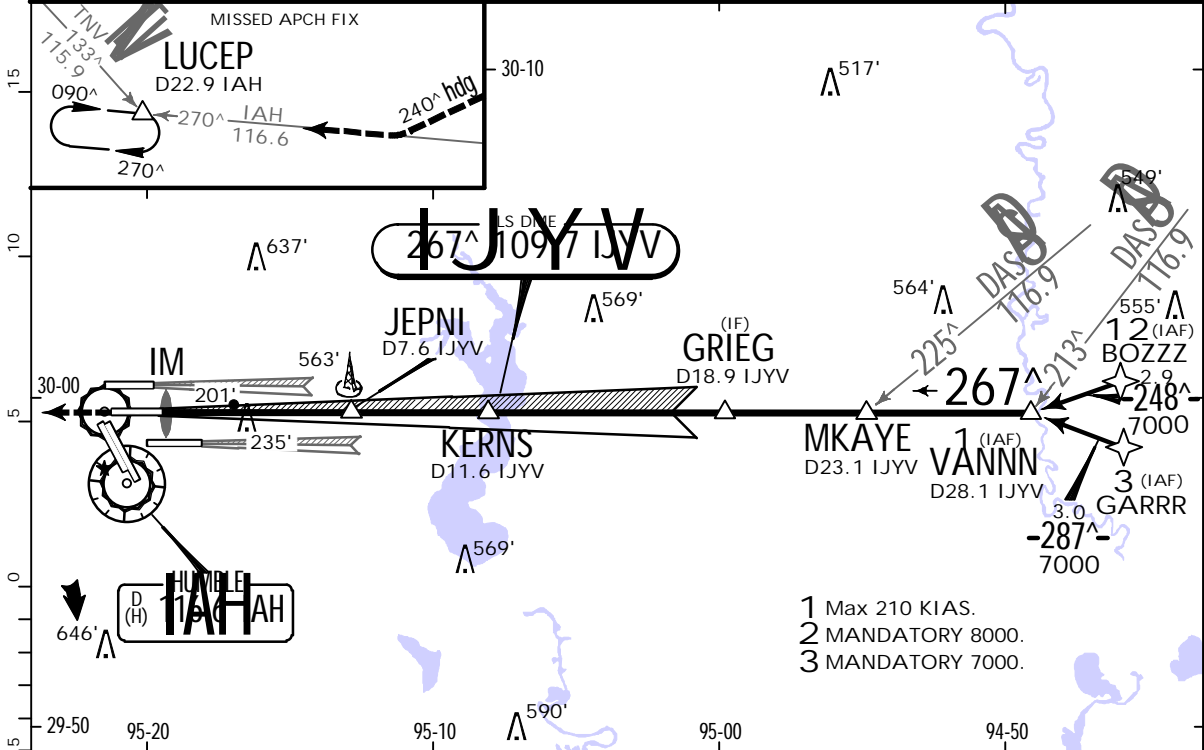 MISSED APCH FIX
TNV
133^
115.9
LUCEP
D22.9 IAH
090^
270^
IAH
116.6
270^
240^ hdg
15
30-10
517'
549'
DAS
116.9
DAS
116.9
10
637'
ILS DME
267^ 109.7 IJYV
IJYV
569'
564'
555'
225^
213^
JEPNI
D7.6 IJYV
(IF)
GRIEG
D18.9 IJYV
12 (IAF)
BOZZZ
2.9
248^
7000
IM
563'
30-00
201'
267^
5
235'
KERNS
D11.6 IJYV
MKAYE
D23.1 IJYV
1 (IAF)
VANNN
D28.1 IJYV
3 (IAF)
GARRR
3.0
287^
7000
569'
0
HUMBLE
D
(H)
116.6 IAH
IAH
646'
1 Max 210 KIAS.
2 MANDATORY 8000.
3 MANDATORY 7000.
590'
5
29-50
95-20
95-10
95-00
94-50